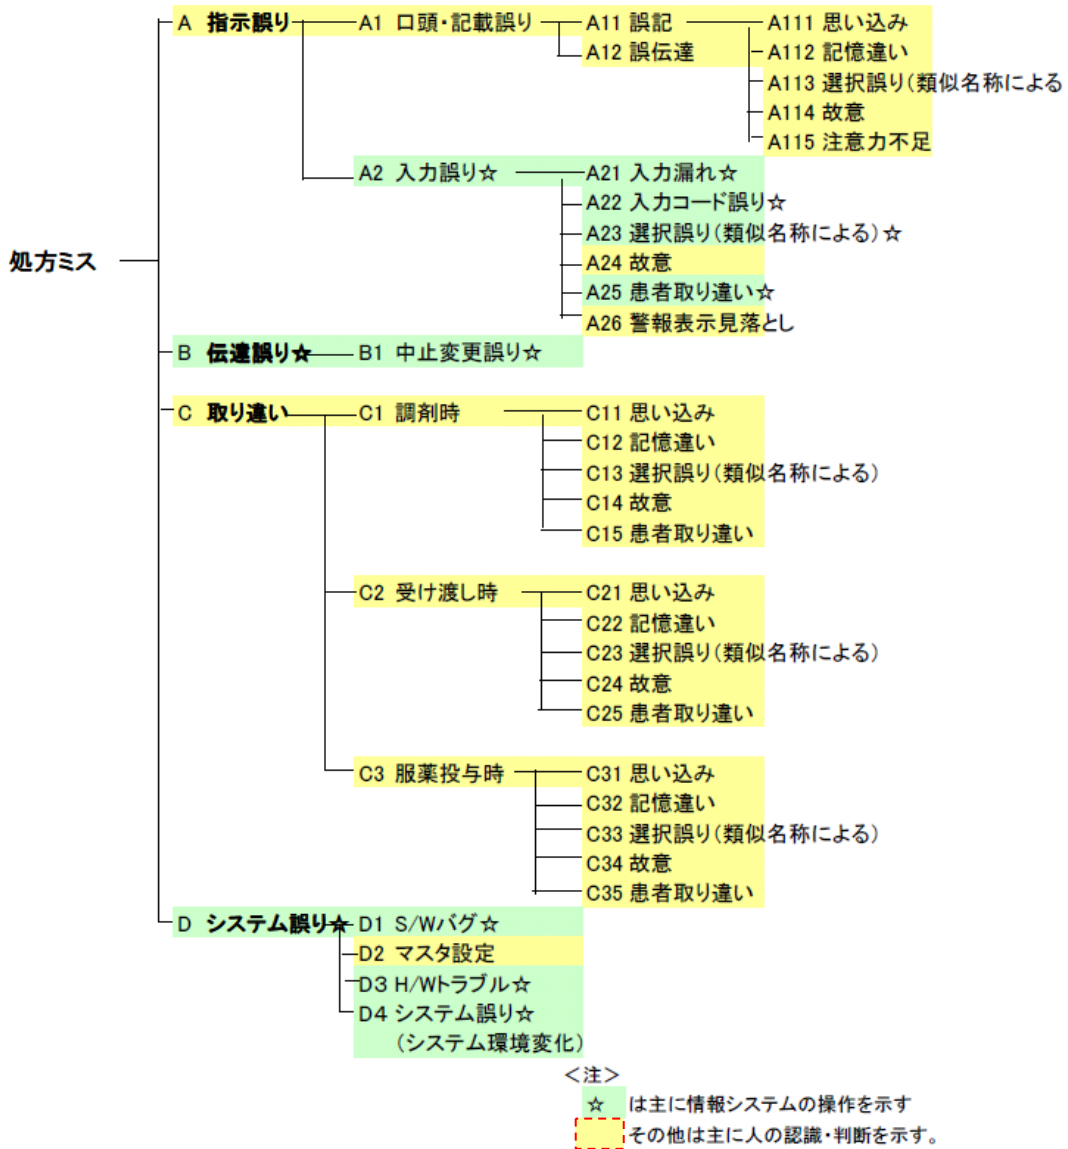 A 指示誤り A1 口頭・記載誤り A11 誤記 A111 思い込み
A12 誤伝達 A112 記憶違い
A113 選択誤り(類似名称による
A114 故意
A115 注意力不足
A2 入力誤り☆ A21 入力漏れ☆
A22 入力コード誤り☆
A23 選択誤り(類似名称による)☆
A24 故意
処方ミス
A25 患者取り違い☆
A26 警報表示見落とし
B 伝達誤り☆ B1 中止変更誤り☆
C 取り違い C1 調剤時 C11 思い込み
C12 記憶違い
C13 選択誤り(類似名称による)
C14 故意
C15 患者取り違い
C2 受け渡し時 C21 思い込み
C22 記憶違い
C23 選択誤り(類似名称による)
C24 故意
C25 患者取り違い
C3 服薬投与時 C31 思い込み
C32 記憶違い
C33 選択誤り(類似名称による)
C34 故意
C35 患者取り違い
D システム誤り☆ D1 S/Wバグ☆
D2 マスタ設定
D3 H/Wトラブル☆
D4 システム誤り☆
(システム環境変化)
<注>
☆ は主に情報システムの操作を示す
その他は主に人の認識・判断を示す。